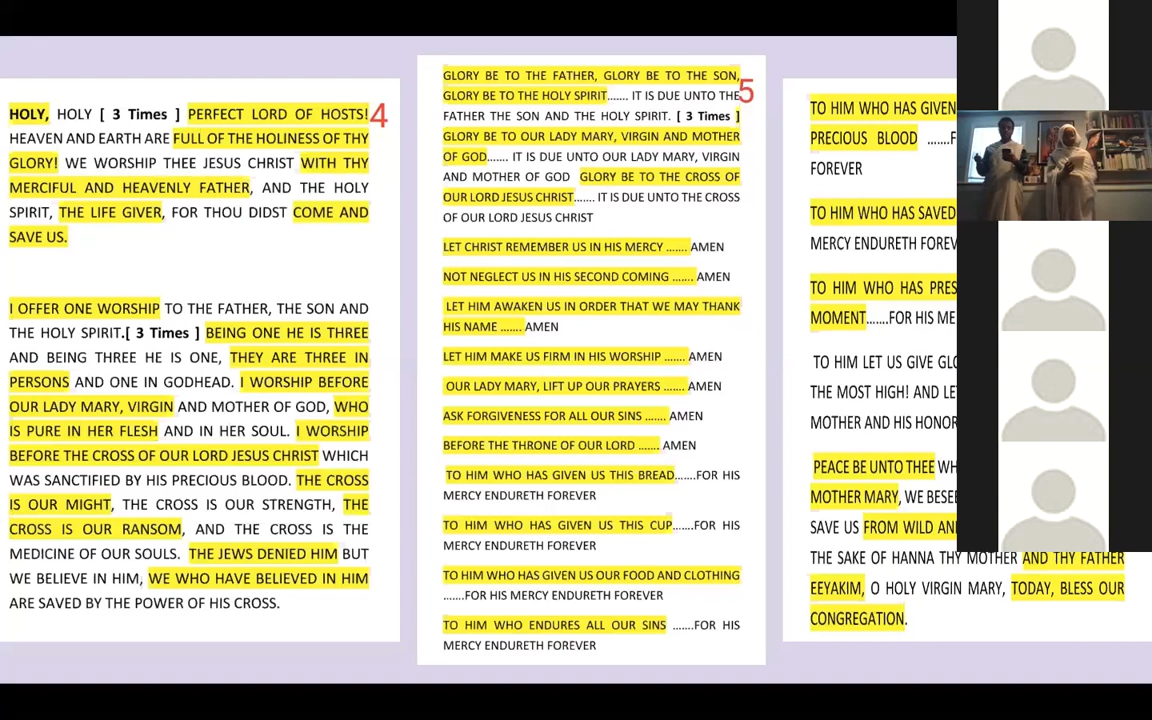 HOLY, HOLY [ 3 Times ] PERFECT LORD OF HOSTS!
HEAVEN AND EARTH ARE FULL OF THE HOLINESS OF THY
GLORY! WE WORSHIP THEE JESUS CHRIST WITH THY
MERCIFUL AND HEAVENLY FATHER, AND THE HOLY
SPIRIT, THE LIFE GIVER, FOR THOU DIDST COME AND
SAVE US.
4
I OFFER ONE WORSHIP TO THE FATHER, THE SON AND
THE HOLY SPIRIT.[ 3 Times ] BEING ONE HE IS THREE
AND BEING THREE HE IS ONE, THEY ARE THREE IN
PERSONS AND ONE IN GODHEAD. I WORSHIP BEFORE
OUR LADY MARY, VIRGIN AND MOTHER OF GOD, WHO
IS PURE IN HER FLESH AND IN HER SOUL. I WORSHIP
BEFORE THE CROSS OF OUR LORD JESUS CHRIST WHICH
WAS SANCTIFIED BY HIS PRECIOUS BLOOD. THE CROSS
IS OUR MIGHT, THE CROSS IS OUR STRENGTH, THE
CROSS IS OUR RANSOM, AND THE CROSS IS THE
MEDICINE OF OUR SOULS. THE JEWS DENIED HIM BUT
WE BELIEVE IN HIM, WE WHO HAVE BELIEVED IN HIM
ARE SAVED BY THE POWER OF HIS CROSS.
GLORY BE TO THE FATHER, GLORY BE TO THE SON,
GLORY BE TO THE HOLY SPIRIT....... IT IS DUE UNTO THE
5
FATHER THE SON AND THE HOLY SPIRIT. [ 3 Times ]
GLORY BE TO OUR LADY MARY, VIRGIN AND MOTHER
OF GOD....... IT IS DUE UNTO OUR LADY MARY, VIRGIN
AND MOTHER OF GOD GLORY BE TO THE CROSS OF
OUR LORD JESUS CHRIST....... IT IS DUE UNTO THE CROSS
OF OUR LORD JESUS CHRIST
LET CHRIST REMEMBER US IN HIS MERCY ....... AMEN
NOT NEGLECT US IN HIS SECOND COMING ....... AMEN
LET HIM AWAKEN US IN ORDER THAT WE MAY THANK
HIS NAME ....... AMEN
LET HIM MAKE US FIRM IN HIS WORSHIP ....... AMEN
OUR LADY MARY, LIFT UP OUR PRAYERS ....... AMEN
ASK FORGIVENESS FOR ALL OUR SINS ....... AMEN
BEFORE THE THRONE OF OUR LORD ....... AMEN
TO HIM WHO HAS GIVEN US THIS BREAD.......FOR HIS
MERCY ENDURETH FOREVER
TO HIM WHO HAS GIVEN US THIS CUP.......FOR HIS
MERCY ENDURETH FOREVER
TO HIM WHO HAS GIVEN US OUR FOOD AND CLOTHING
.......FOR HIS MERCY ENDURETH FOREVER
TO HIM WHO ENDURES ALL OUR SINS .......FOR HIS
MERCY ENDURETH FOREVER
TO HIM WHO HAS GIVEN
PRECIOUS BLOOD .......F
FOREVER
TO HIM WHO HAS SAVED
MERCY ENDURETH FOREV
TO HIM WHO HAS PRES
MOMENT.......FOR HIS ME
TO HIM LET US GIVE GLO
THE MOST HIGH! AND LE
MOTHER AND HIS HONOR
PEACE BE UNTO THEE WH
MOTHER MARY, WE BESE
SAVE US FROM WILD AN
THE SAKE OF HANNA THY MOTHER AND THY FATHER
EEYAKIM, O HOLY VIRGIN MARY, TODAY, BLESS OUR
CONGREGATION.